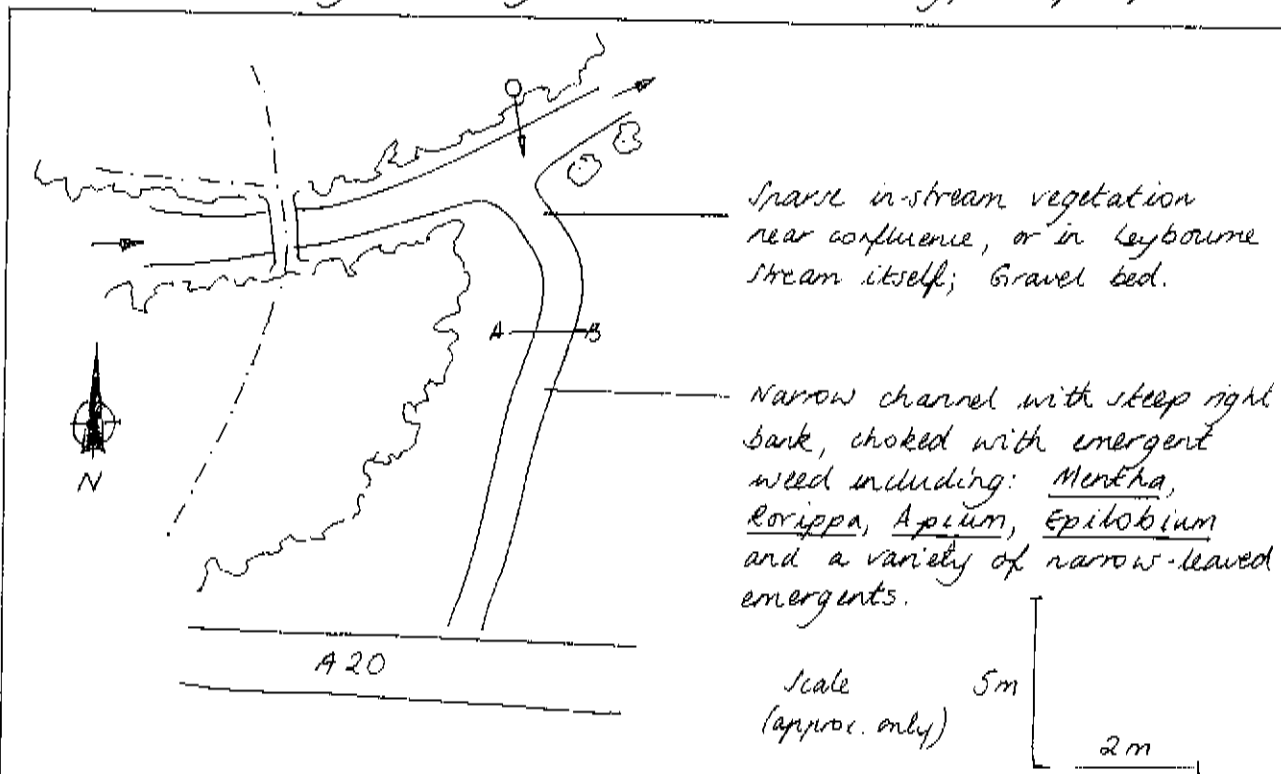 Sparse in-stream vegetation
near confluence, or in Leybourne
Stream itself; Gravel bed.
A
B
N
Narrow channel with steep right
bank, choked with emergent
weed including: Mentha,
Rorippa, Apium, Epilobium
and a variety of narrow-leaved
emergents.
A20
Scale
(approx. only)
5m
2m